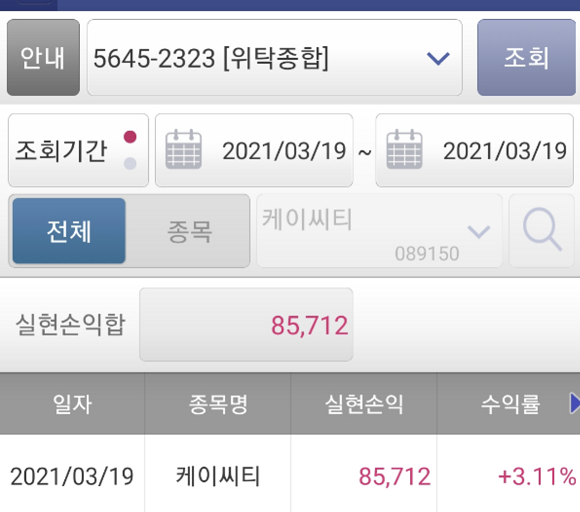 안내 5645-2323 [위탁종합] 조회
조회기간 2021/03/19 ~ 2021/03/19
전체 종목 케이씨티 089150
실현손익합 85,712
일자 종목명 실현손익 수익률
2021/03/19 케이씨티 85,712 +3.11%